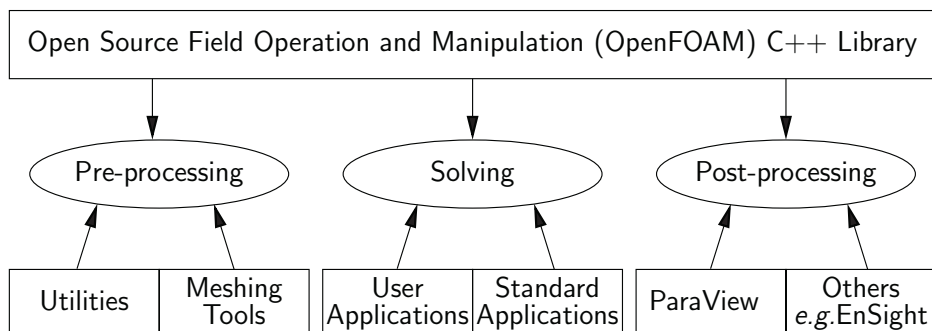 Open Source Field Operation and Manipulation (OpenFOAM) C++ Library
Pre-processing
Solving
Post-processing
Utilities
Meshing
Tools
User
Applications
Standard
Applications
ParaView
Others
e.g.EnSight